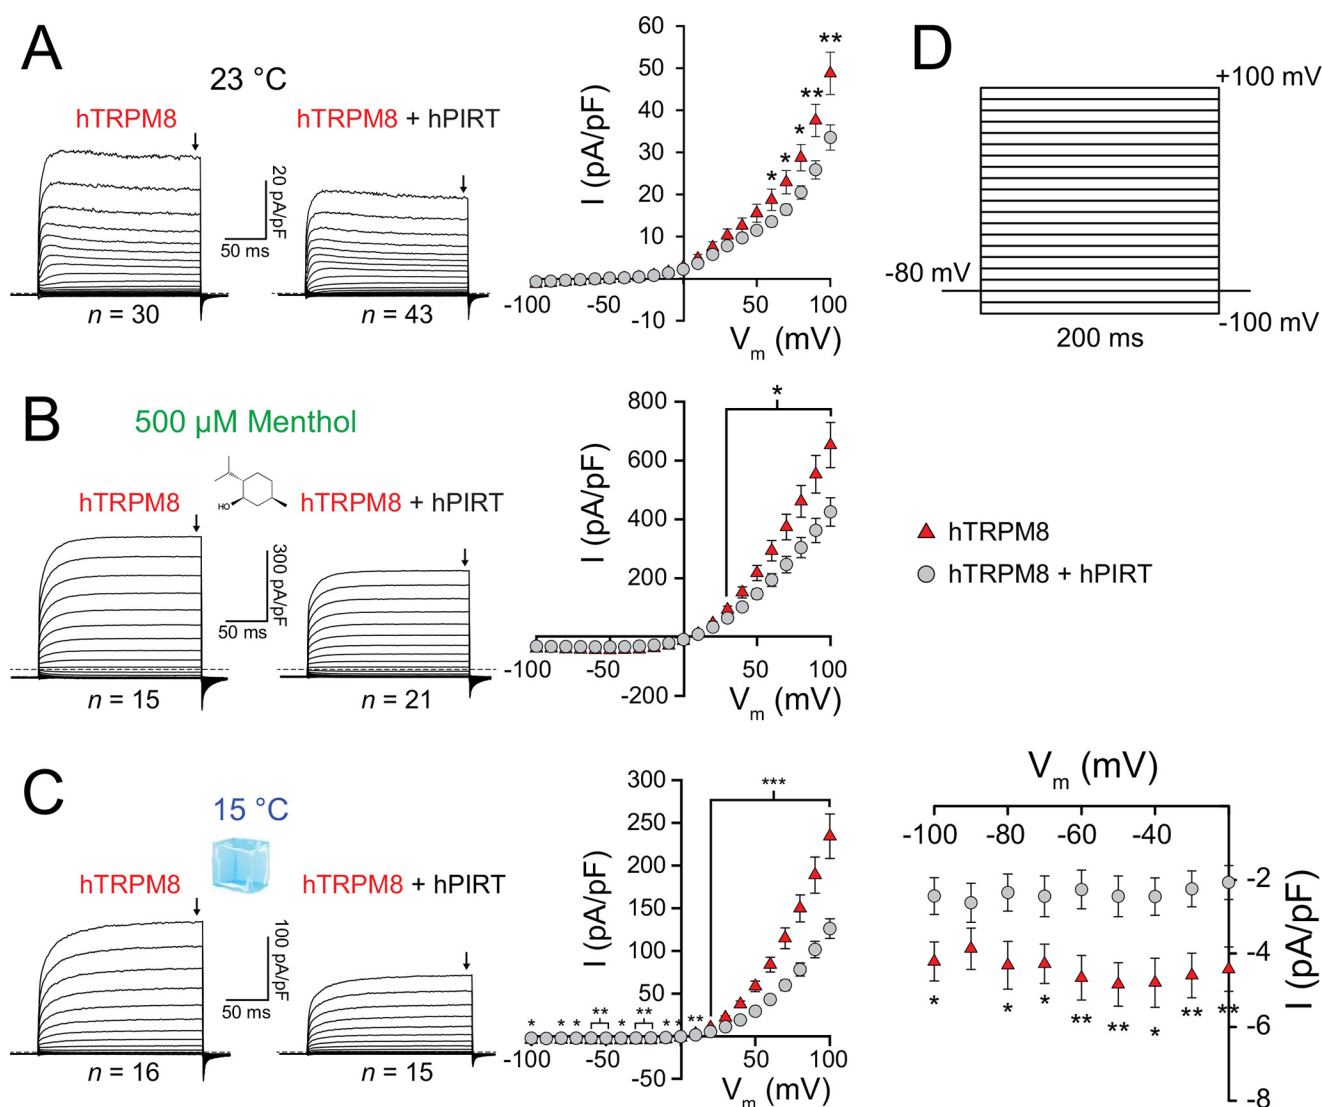 A
23 °C
hTRPM8
hTRPM8 + hPIRT
20 pA/pF
50 ms
n = 30
n = 43
60
50
40
30
20
10
-10
-100
-50
50
100
I (pA/pF)
Vm (mV)
*
*
*
**
**
D
+100 mV
-80 mV
-100 mV
200 ms
B
500 µM Menthol
HO
hTRPM8
hTRPM8 + hPIRT
300 pA/pF
50 ms
n = 15
n = 21
800
600
400
200
-200
-100
-50
50
100
I (pA/pF)
Vm (mV)
*
hTRPM8
hTRPM8 + hPIRT
C
15 °C
hTRPM8
hTRPM8 + hPIRT
100 pA/pF
50 ms
n = 16
n = 15
300
250
200
150
100
50
-50
-100
-50
50
100
I (pA/pF)
Vm (mV)
***
* * * ** * ** * * **
Vm (mV)
-100
-80
-60
-40
-2
-4
-6
-8
I (pA/pF)
* * * ** ** * ** **